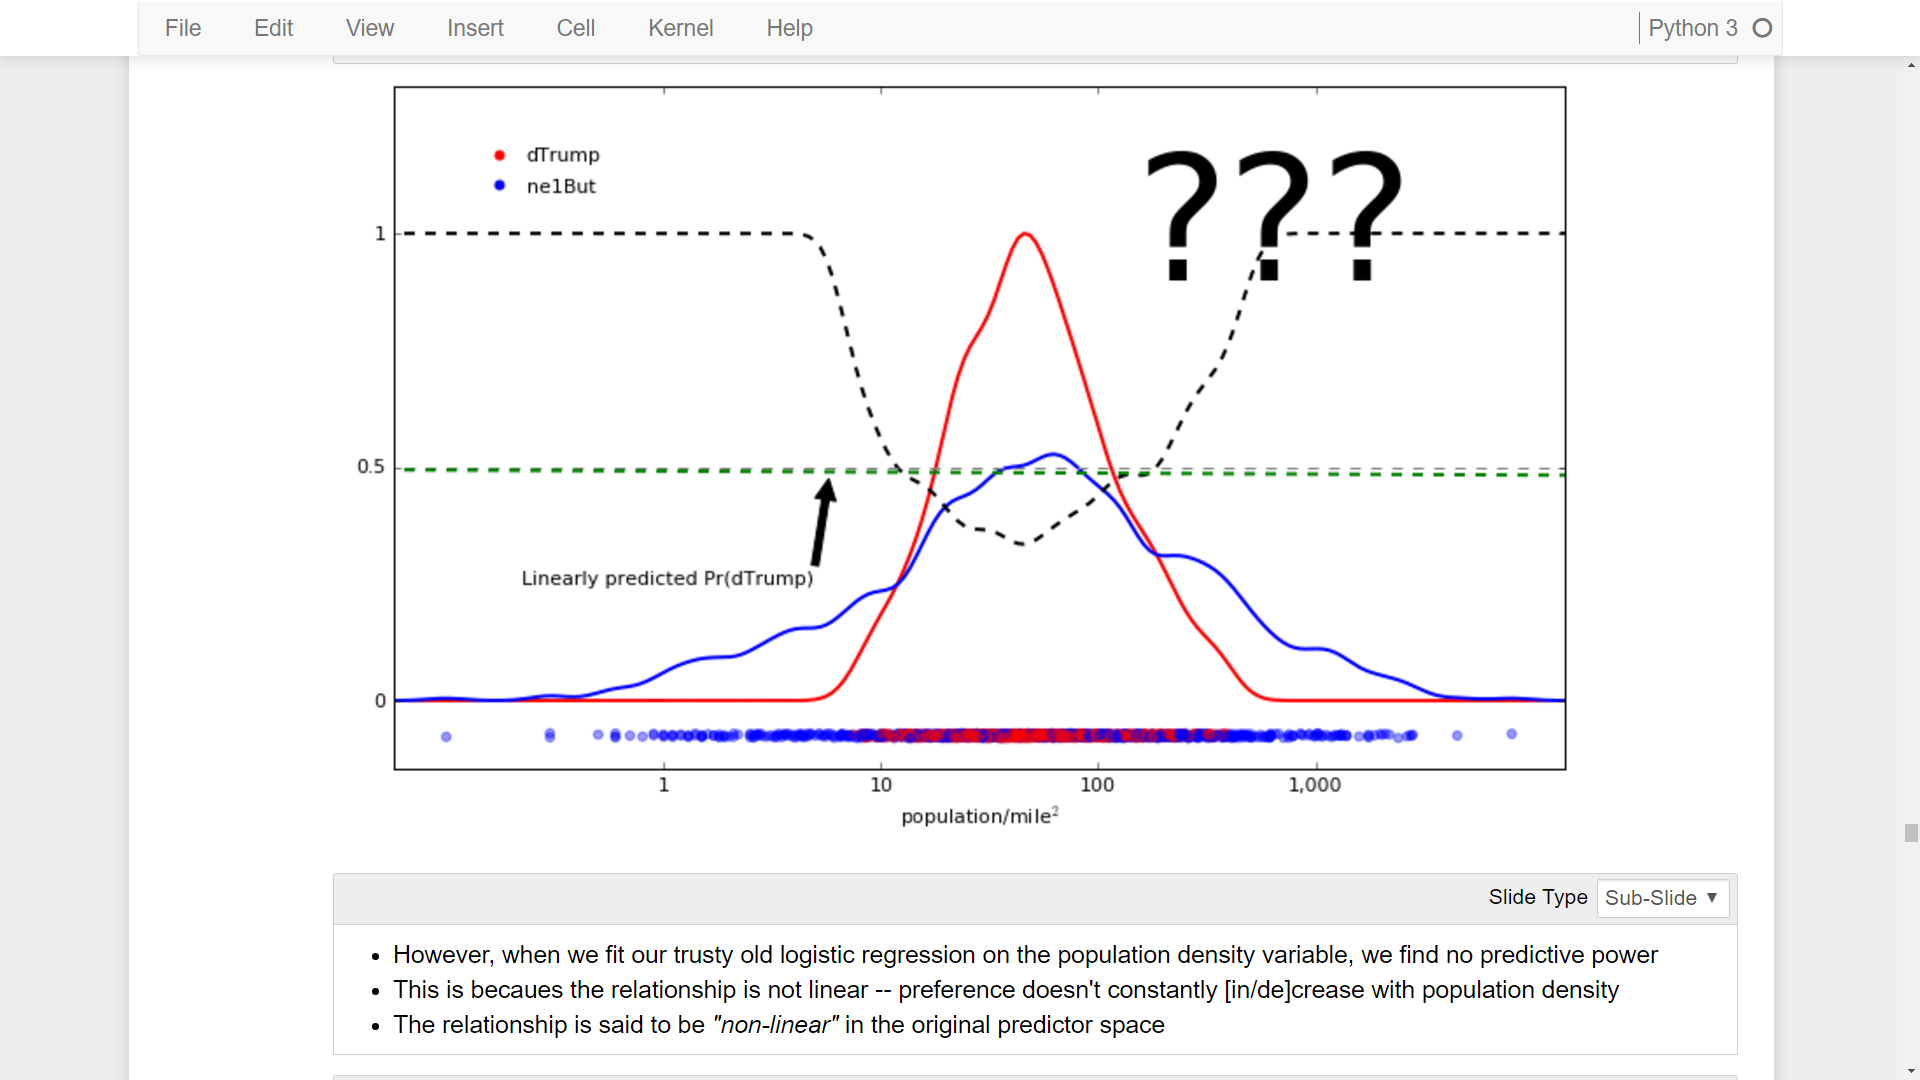 File Edit View Insert Cell Kernel Help Python 3
dTrump
ne1But
???
1
0.5
Linearly predicted Pr(dTrump)
0
1 10 100 1,000
population/mile²
Slide Type Sub-Slide
However, when we fit our trusty old logistic regression on the population density variable, we find no predictive power
This is becaues the relationship is not linear -- preference doesn't constantly [in/de]crease with population density
The relationship is said to be "non-linear" in the original predictor space